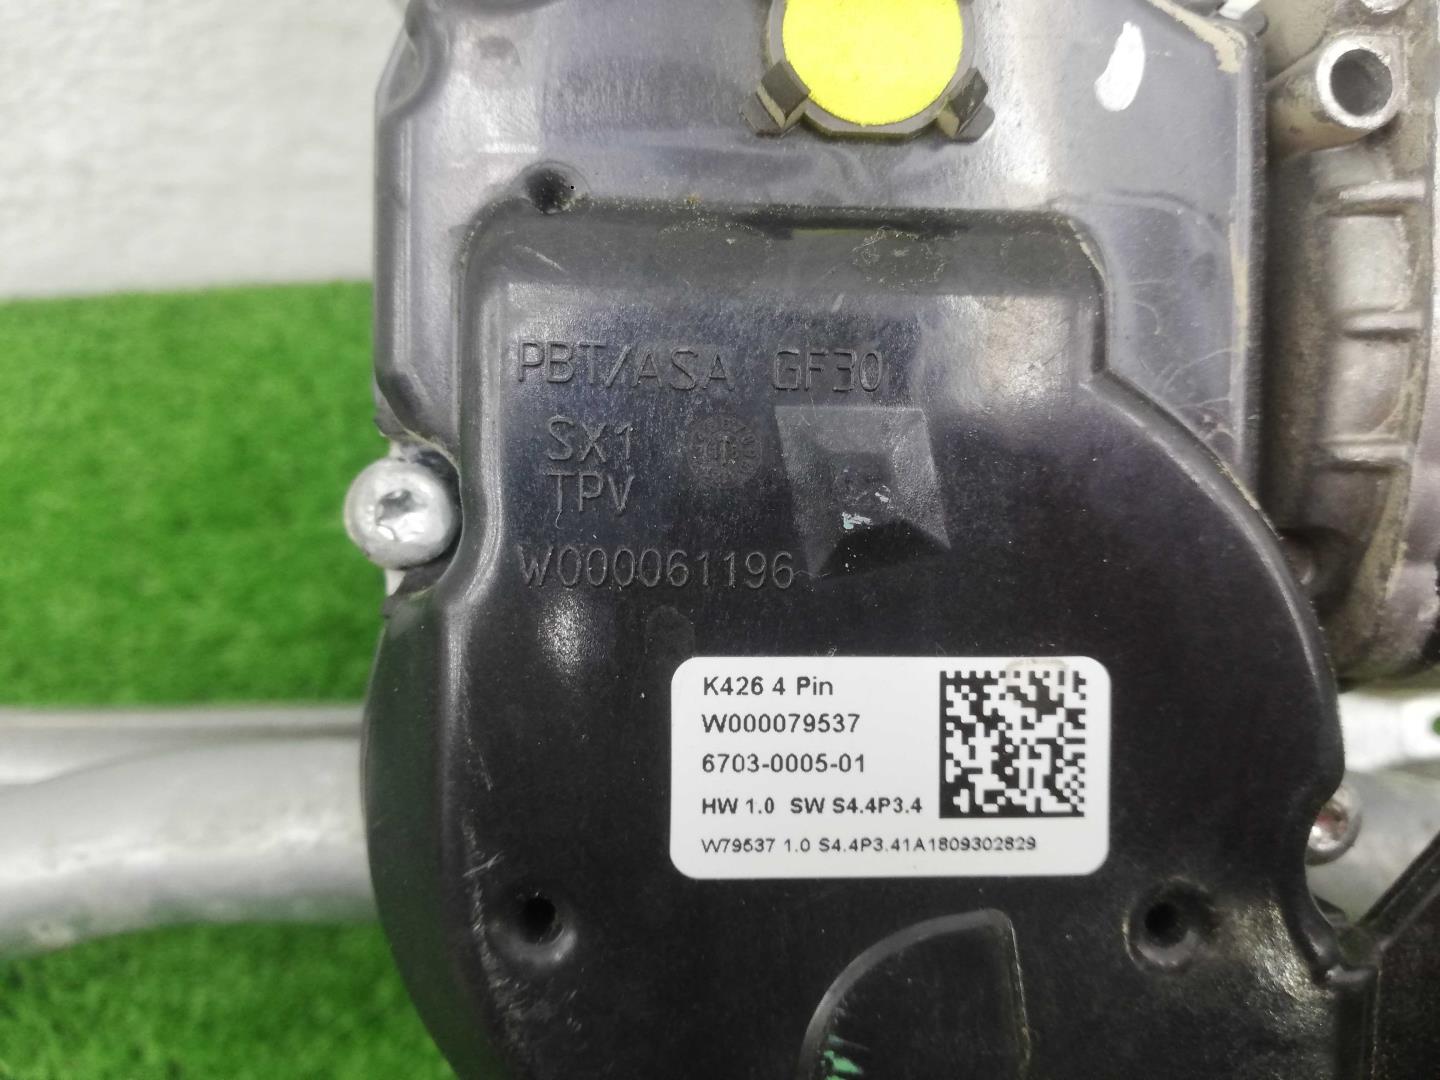 PBT/ASA GF30
SX1
TPV
W000061196
K426 4 Pin
W000079537
6703-0005-01
HW 1.0 SW S4.4P3.4
W79537 1.0 S4.4P3.41A1809302829